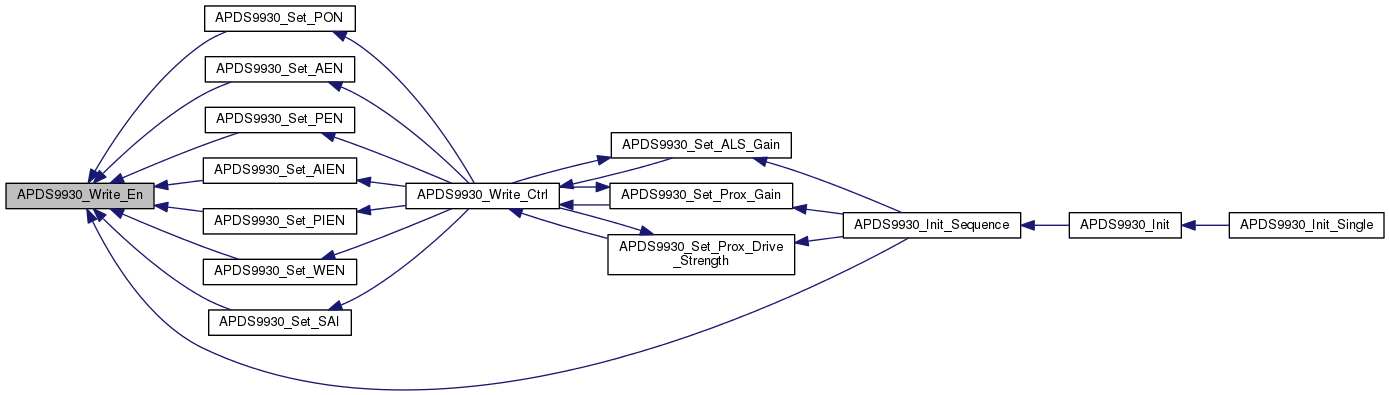 APDS9930_Set_PON
APDS9930_Set_AEN
APDS9930_Set_PEN
APDS9930_Set_AIEN
APDS9930_Write_En
APDS9930_Set_PIEN
APDS9930_Set_WEN
APDS9930_Set_SAI
APDS9930_Write_Ctrl
APDS9930_Set_ALS_Gain
APDS9930_Set_Prox_Gain
APDS9930_Set_Prox_Drive
_Strength
APDS9930_Init_Sequence
APDS9930_Init
APDS9930_Init_Single